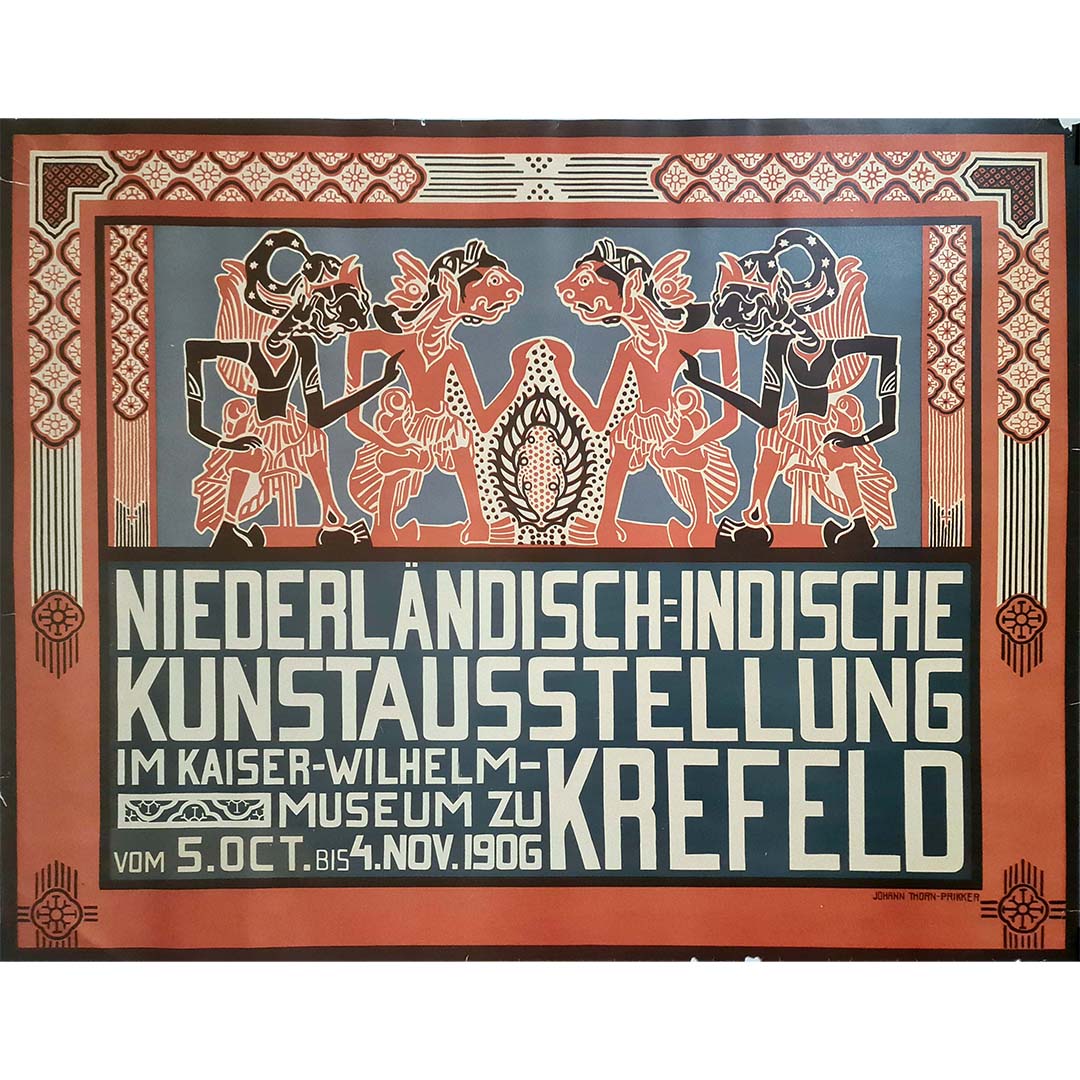 NIEDERLÄNDISCH=INDISCHE
KUNSTAUSSTELLUNG
IM KAISER-WILHELM-
MUSEUM ZU
KREFELD
VOM 5. OCT. BIS 4. NOV. 1906
JOHANN THORN-PRIKKER